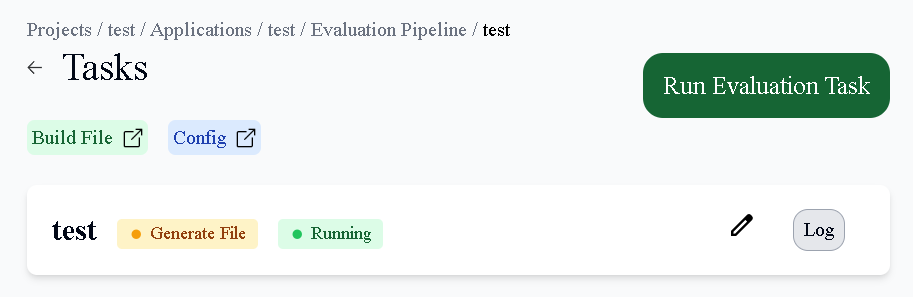 Projects / test / Applications / test / Evaluation Pipeline / test
← Tasks
Run Evaluation Task
Build File
Config
test
Generate File
Running
Log